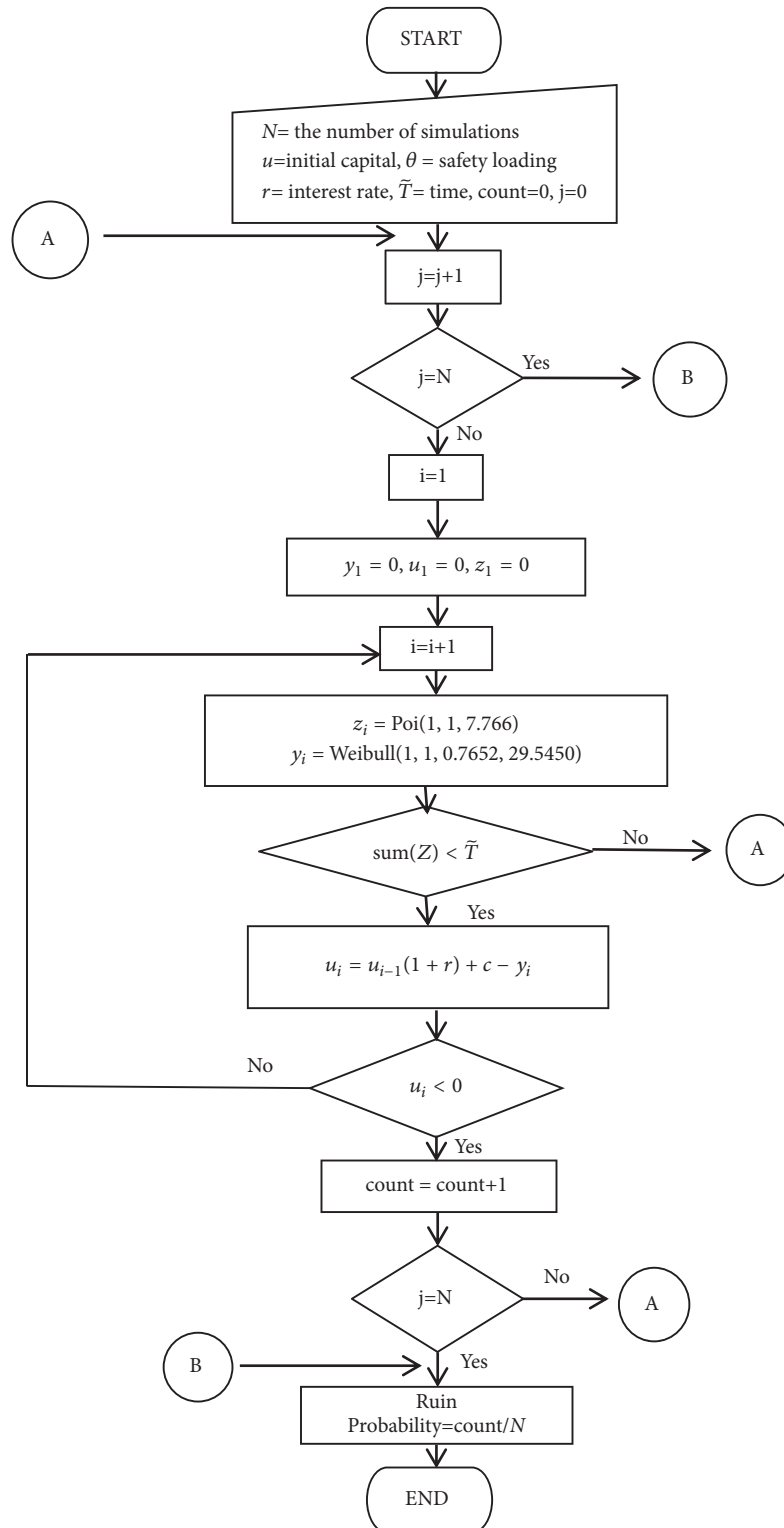 START
N= the number of simulations
u=initial capital, θ = safety loading
r= interest rate, T̃= time, count=0, j=0
A
j=j+1
j=N
Yes
B
No
i=1
y₁ = 0, u₁ = 0, z₁ = 0
i=i+1
zᵢ = Poi(1, 1, 7.766)
yᵢ = Weibull(1, 1, 0.7652, 29.5450)
sum(Z) < T̃
No
A
Yes
uᵢ = uᵢ₋₁(1 + r) + c − yᵢ
No
uᵢ < 0
Yes
count = count+1
j=N
No
A
B
Yes
Ruin
Probability=count/N
END